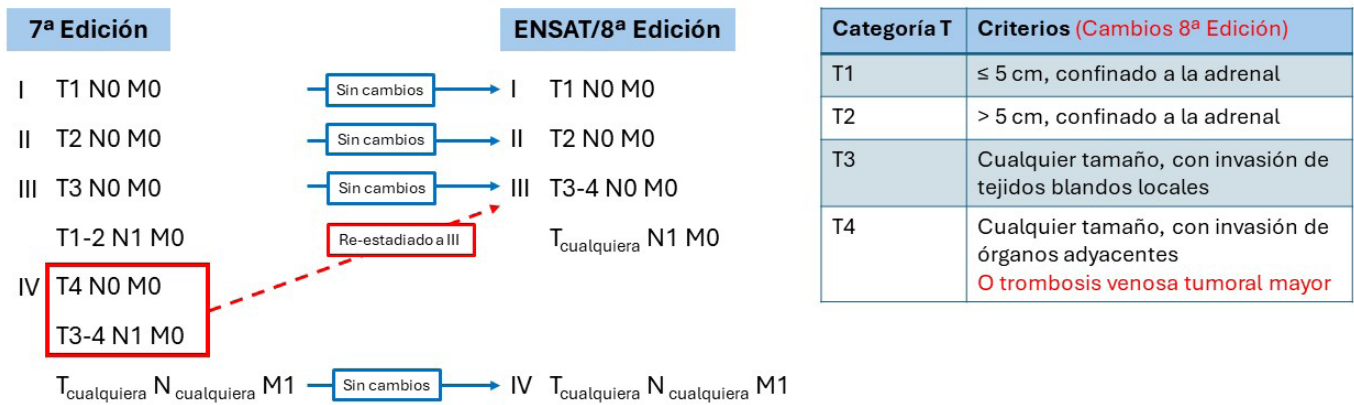 7ª Edición
ENSAT/8ª Edición
I T1 N0 M0 Sin cambios I T1 N0 M0
II T2 N0 M0 Sin cambios II T2 N0 M0
III T3 N0 M0 Sin cambios III T3-4 N0 M0
T1-2 N1 M0 Re-estadiado a III Tcualquiera N1 M0
IV T4 N0 M0
T3-4 N1 M0
Tcualquiera N cualquiera M1 Sin cambios IV Tcualquiera N cualquiera M1
Categoría T Criterios (Cambios 8ª Edición)
T1 ≤ 5 cm, confinado a la adrenal
T2 > 5 cm, confinado a la adrenal
T3 Cualquier tamaño, con invasión de
tejidos blandos locales
T4 Cualquier tamaño, con invasión de
órganos adyacentes
O trombosis venosa tumoral mayor